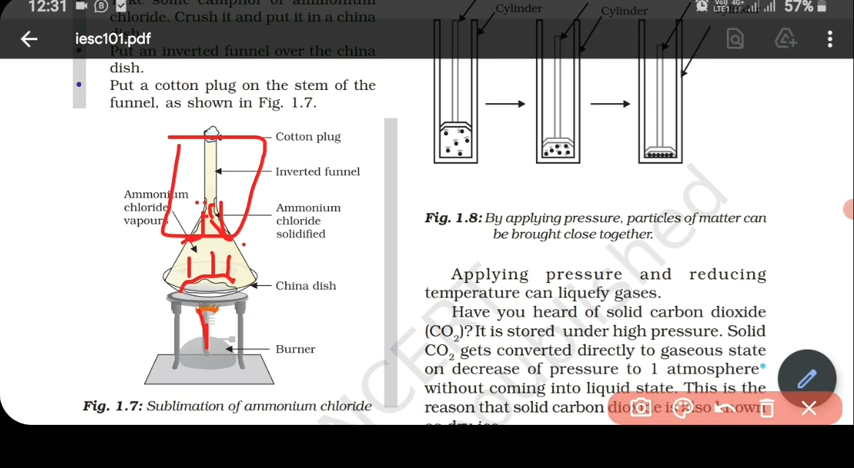 12:31
57%
iesc101.pdf
chloride. Crush it and put it in a china
dish.
Put an inverted funnel over the china
dish.
• Put a cotton plug on the stem of the
funnel, as shown in Fig. 1.7.
Cotton plug
Inverted funnel
Ammonium
chloride
vapours
Ammonium
chloride
solidified
China dish
Burner
Fig. 1.7: Sublimation of ammonium chloride
Cylinder
Cylinder
Fig. 1.8: By applying pressure, particles of matter can
be brought close together.
Applying pressure and reducing
temperature can liquefy gases.
Have you heard of solid carbon dioxide
(CO2)? It is stored under high pressure. Solid
CO2 gets converted directly to gaseous state
on decrease of pressure to 1 atmosphere*
without coming into liquid state. This is the
reason that solid carbon dioxide is also known